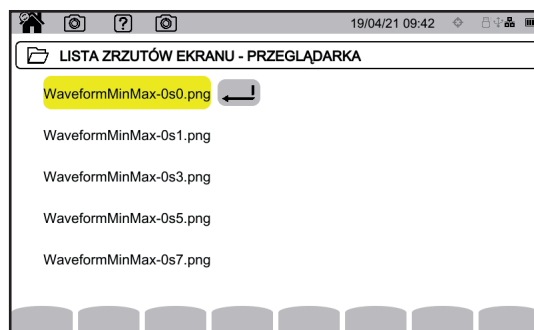 19/04/21 09:42
LISTA ZRZUTÓW EKRANU - PRZEGLĄDARKA
WaveformMinMax-0s0.png
WaveformMinMax-0s1.png
WaveformMinMax-0s3.png
WaveformMinMax-0s5.png
WaveformMinMax-0s7.png